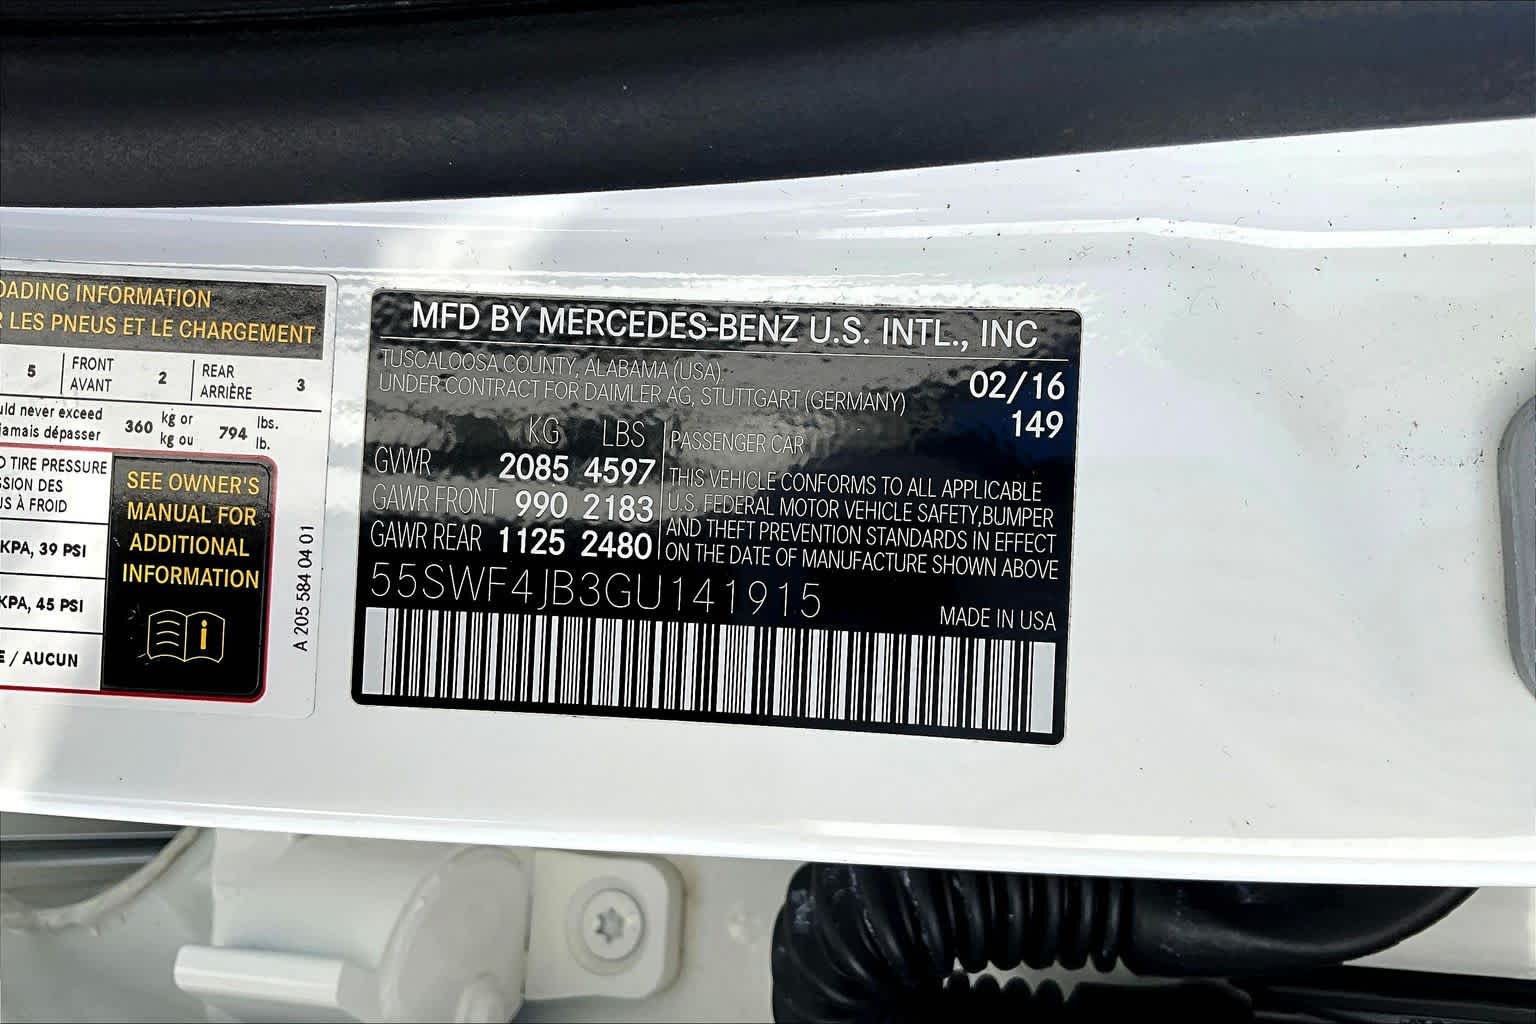 OADING INFORMATION
R LES PNEUS ET LE CHARGEMENT
5 FRONT AVANT 2 REAR ARRIÈRE 3
uld never exceed
jamais dépasser 360 kg or kg ou 794 lbs. lb.
D TIRE PRESSURE
SSION DES
US À FROID
KPA, 39 PSI
KPA, 45 PSI
E / AUCUN
SEE OWNER'S
MANUAL FOR
ADDITIONAL
INFORMATION
A 205 584 04 01
MFD BY MERCEDES-BENZ U.S. INTL., INC
TUSCALOOSA COUNTY, ALABAMA (USA)
UNDER CONTRACT FOR DAIMLER AG, STUTTGART (GERMANY)
02/16
149
KG LBS
GVWR 2085 4597
GAWR FRONT 990 2183
GAWR REAR 1125 2480
PASSENGER CAR
THIS VEHICLE CONFORMS TO ALL APPLICABLE
U.S. FEDERAL MOTOR VEHICLE SAFETY,BUMPER
AND THEFT PREVENTION STANDARDS IN EFFECT
ON THE DATE OF MANUFACTURE SHOWN ABOVE
55SWF4JB3GU141915
MADE IN USA